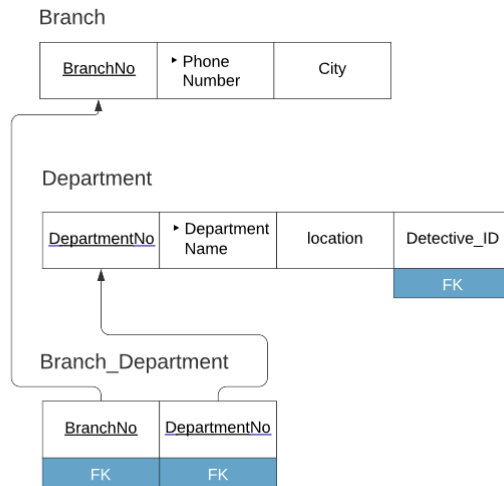 Branch
BranchNo
‣ Phone
Number
City
Department
DepartmentNo
‣ Department
Name
location
Detective_ID
FK
Branch_Department
BranchNo
DepartmentNo
FK
FK